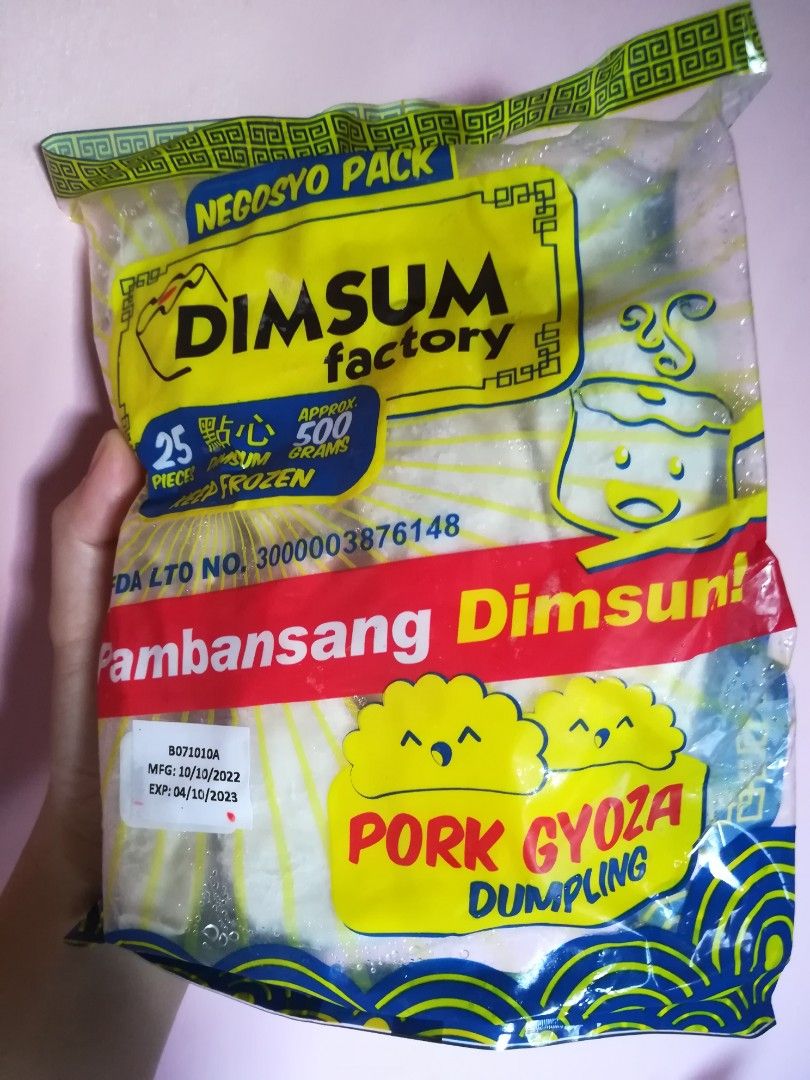 NEGOSYO PACK
DIMSUM
factory
25
PIECES
點心
DIMSUM
APPROX.
500
GRAMS
KEEP FROZEN
FDA LTO NO. 3000003876148
Pambansang Dimsum!
B071010A
MFG: 10/10/2022
EXP: 04/10/2023
PORK GYOZA
DUMPLING